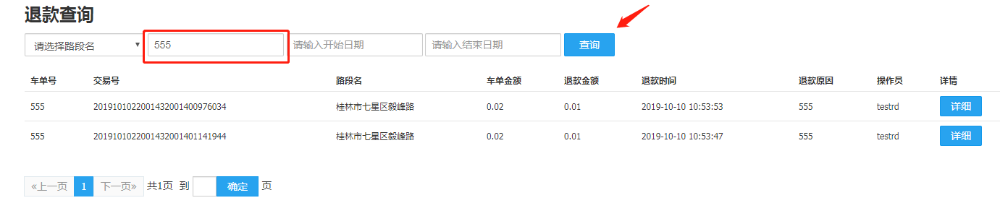 退款查询
请选择路段名 555 请输入开始日期 请输入结束日期 查询
车单号 交易号 路段名 车单金额 退款金额 退款时间 退款原因 操作员 详情
555 2019101022001432001400976034 桂林市七星区毅峰路 0.02 0.01 2019-10-10 10:53:53 555 testrd 详细
555 2019101022001432001401141944 桂林市七星区毅峰路 0.02 0.01 2019-10-10 10:53:47 555 testrd 详细
«上一页 1 下一页» 共1页 到 确定 页